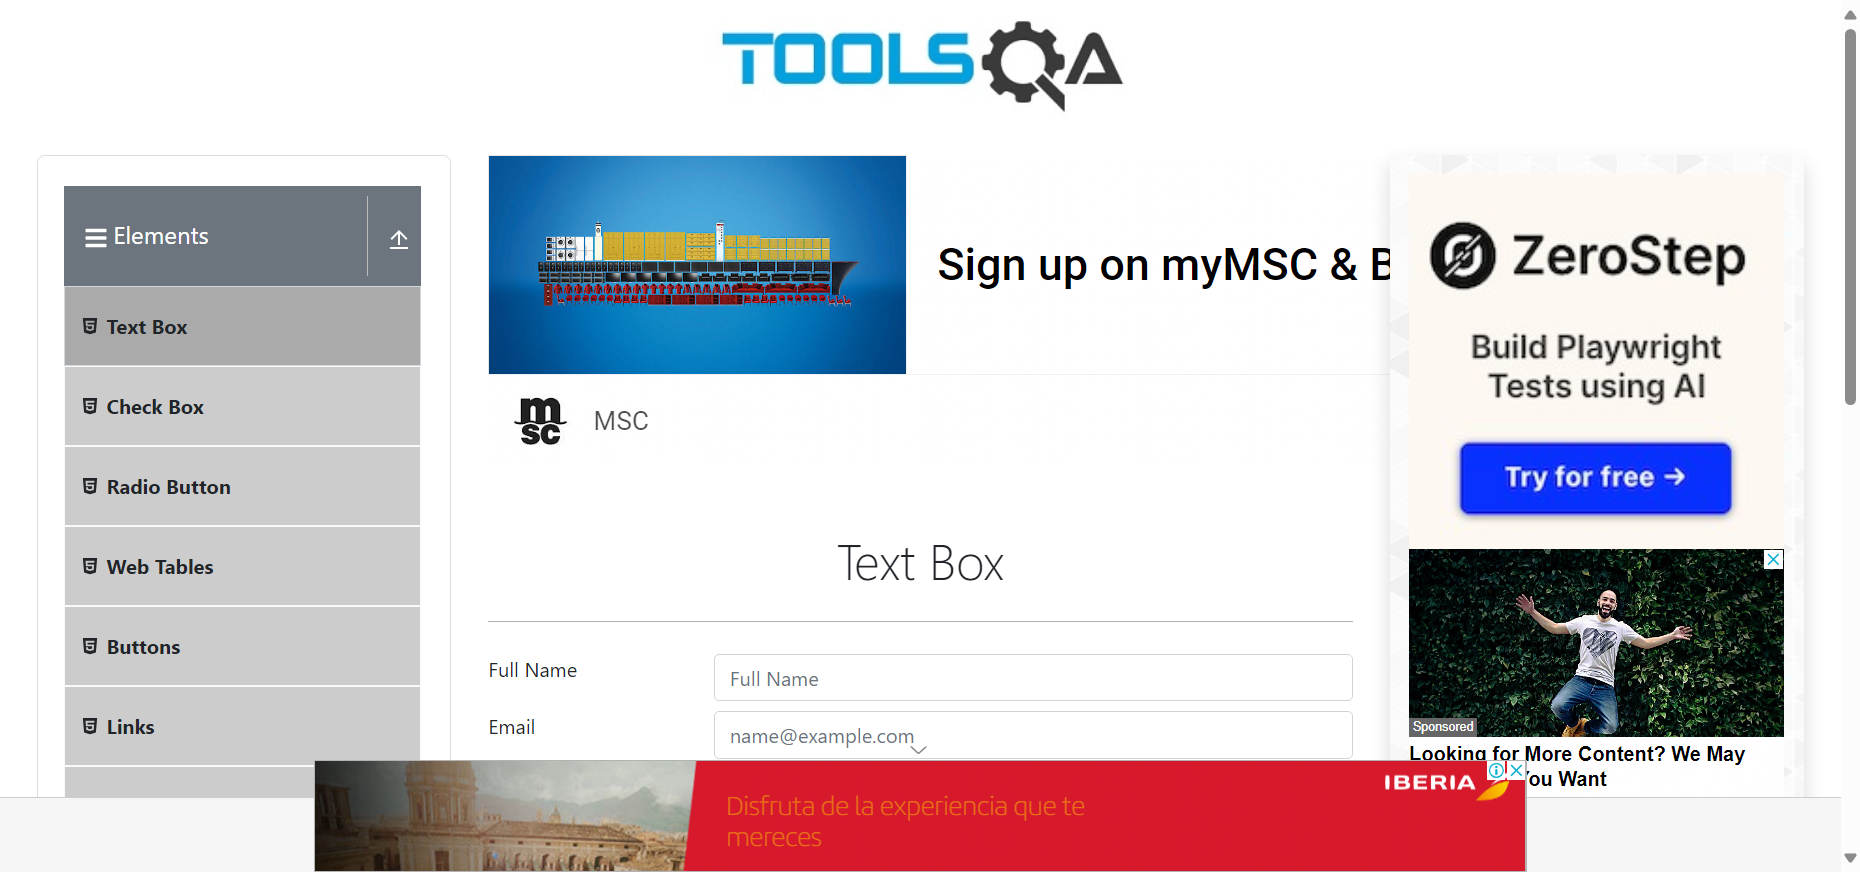 TOOLSQA
Elements
Text Box
Check Box
Radio Button
Web Tables
Buttons
Links
Sign up on myMSC & B
msc
MSC
Text Box
Full Name
Full Name
Email
name@example.com
ZeroStep
Build Playwright
Tests using AI
Try for free →
Sponsored
Looking for More Content? We May
You Want
Disfruta de la experiencia que te
mereces
IBERIA